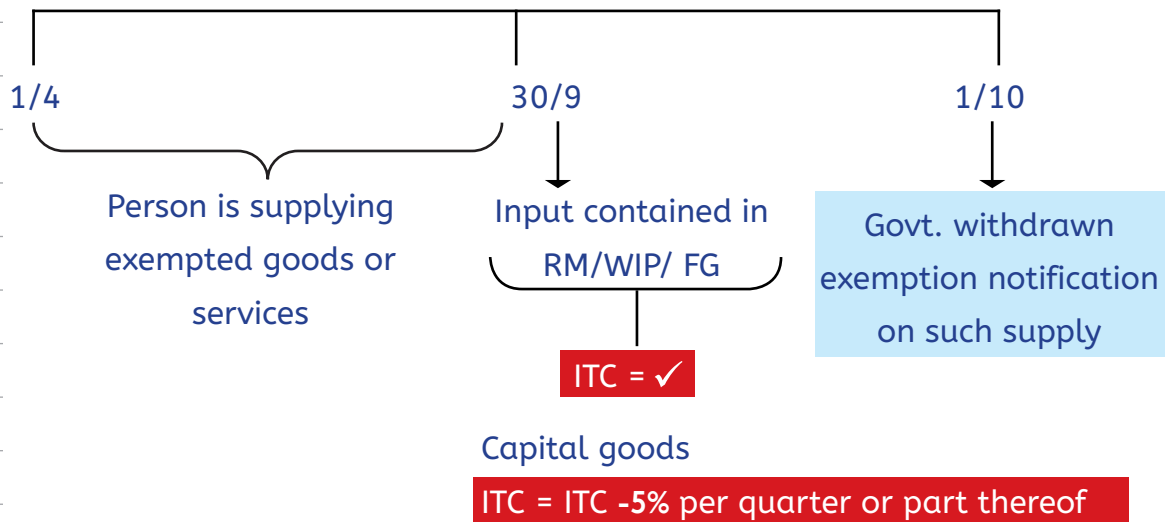 1/4
30/9
1/10
Person is supplying
exempted goods or
services
Input contained in
RM/WIP/ FG
Govt. withdrawn
exemption notification
on such supply
ITC = ✓
Capital goods
ITC = ITC -5% per quarter or part thereof